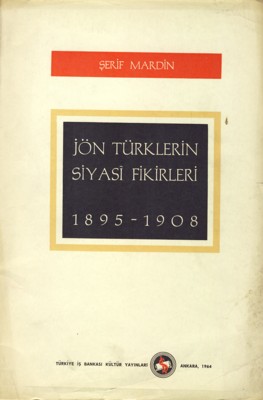 ŞERİF MARDİN
JÖN TÜRKLERİN
SİYASÎ FİKİRLERİ
1895-1908
TÜRKİYE İŞ BANKASI KÜLTÜR YAYINLARI
ANKARA, 1964